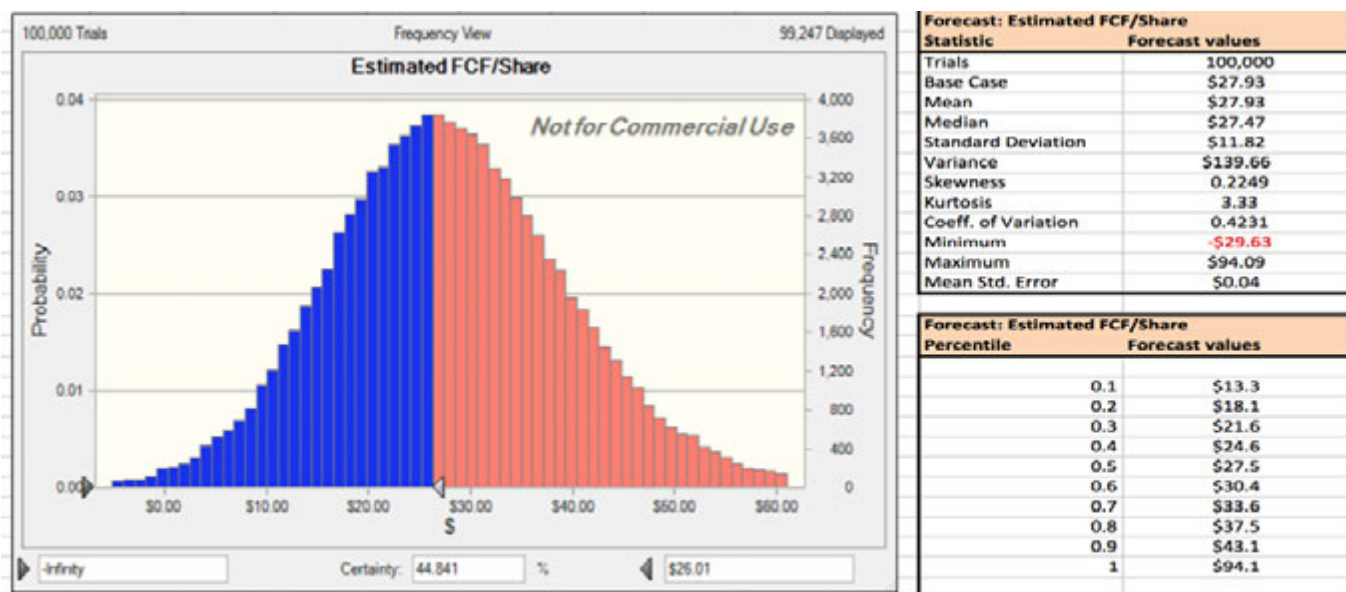 100,000 Trials Frequency View 99,247 Displayed
Estimated FCF/Share
Not for Commercial Use
0.04
0.03
0.02
0.01
0.00
Probability
4,000
3,600
3,200
2,800
2,400
2,000
1,600
1,200
800
400
0
Frequency
$0.00 $10.00 $20.00 $30.00 $40.00 $50.00 $60.00
$
-Infinity Certainty: 44.841 % $26.01
Forecast: Estimated FCF/Share
Statistic Forecast values
Trials 100,000
Base Case $27.93
Mean $27.93
Median $27.47
Standard Deviation $11.82
Variance $139.66
Skewness 0.2249
Kurtosis 3.33
Coeff. of Variation 0.4231
Minimum -$29.63
Maximum $94.09
Mean Std. Error $0.04
Forecast: Estimated FCF/Share
Percentile Forecast values
0.1 $13.3
0.2 $18.1
0.3 $21.6
0.4 $24.6
0.5 $27.5
0.6 $30.4
0.7 $33.6
0.8 $37.5
0.9 $43.1
1 $94.1